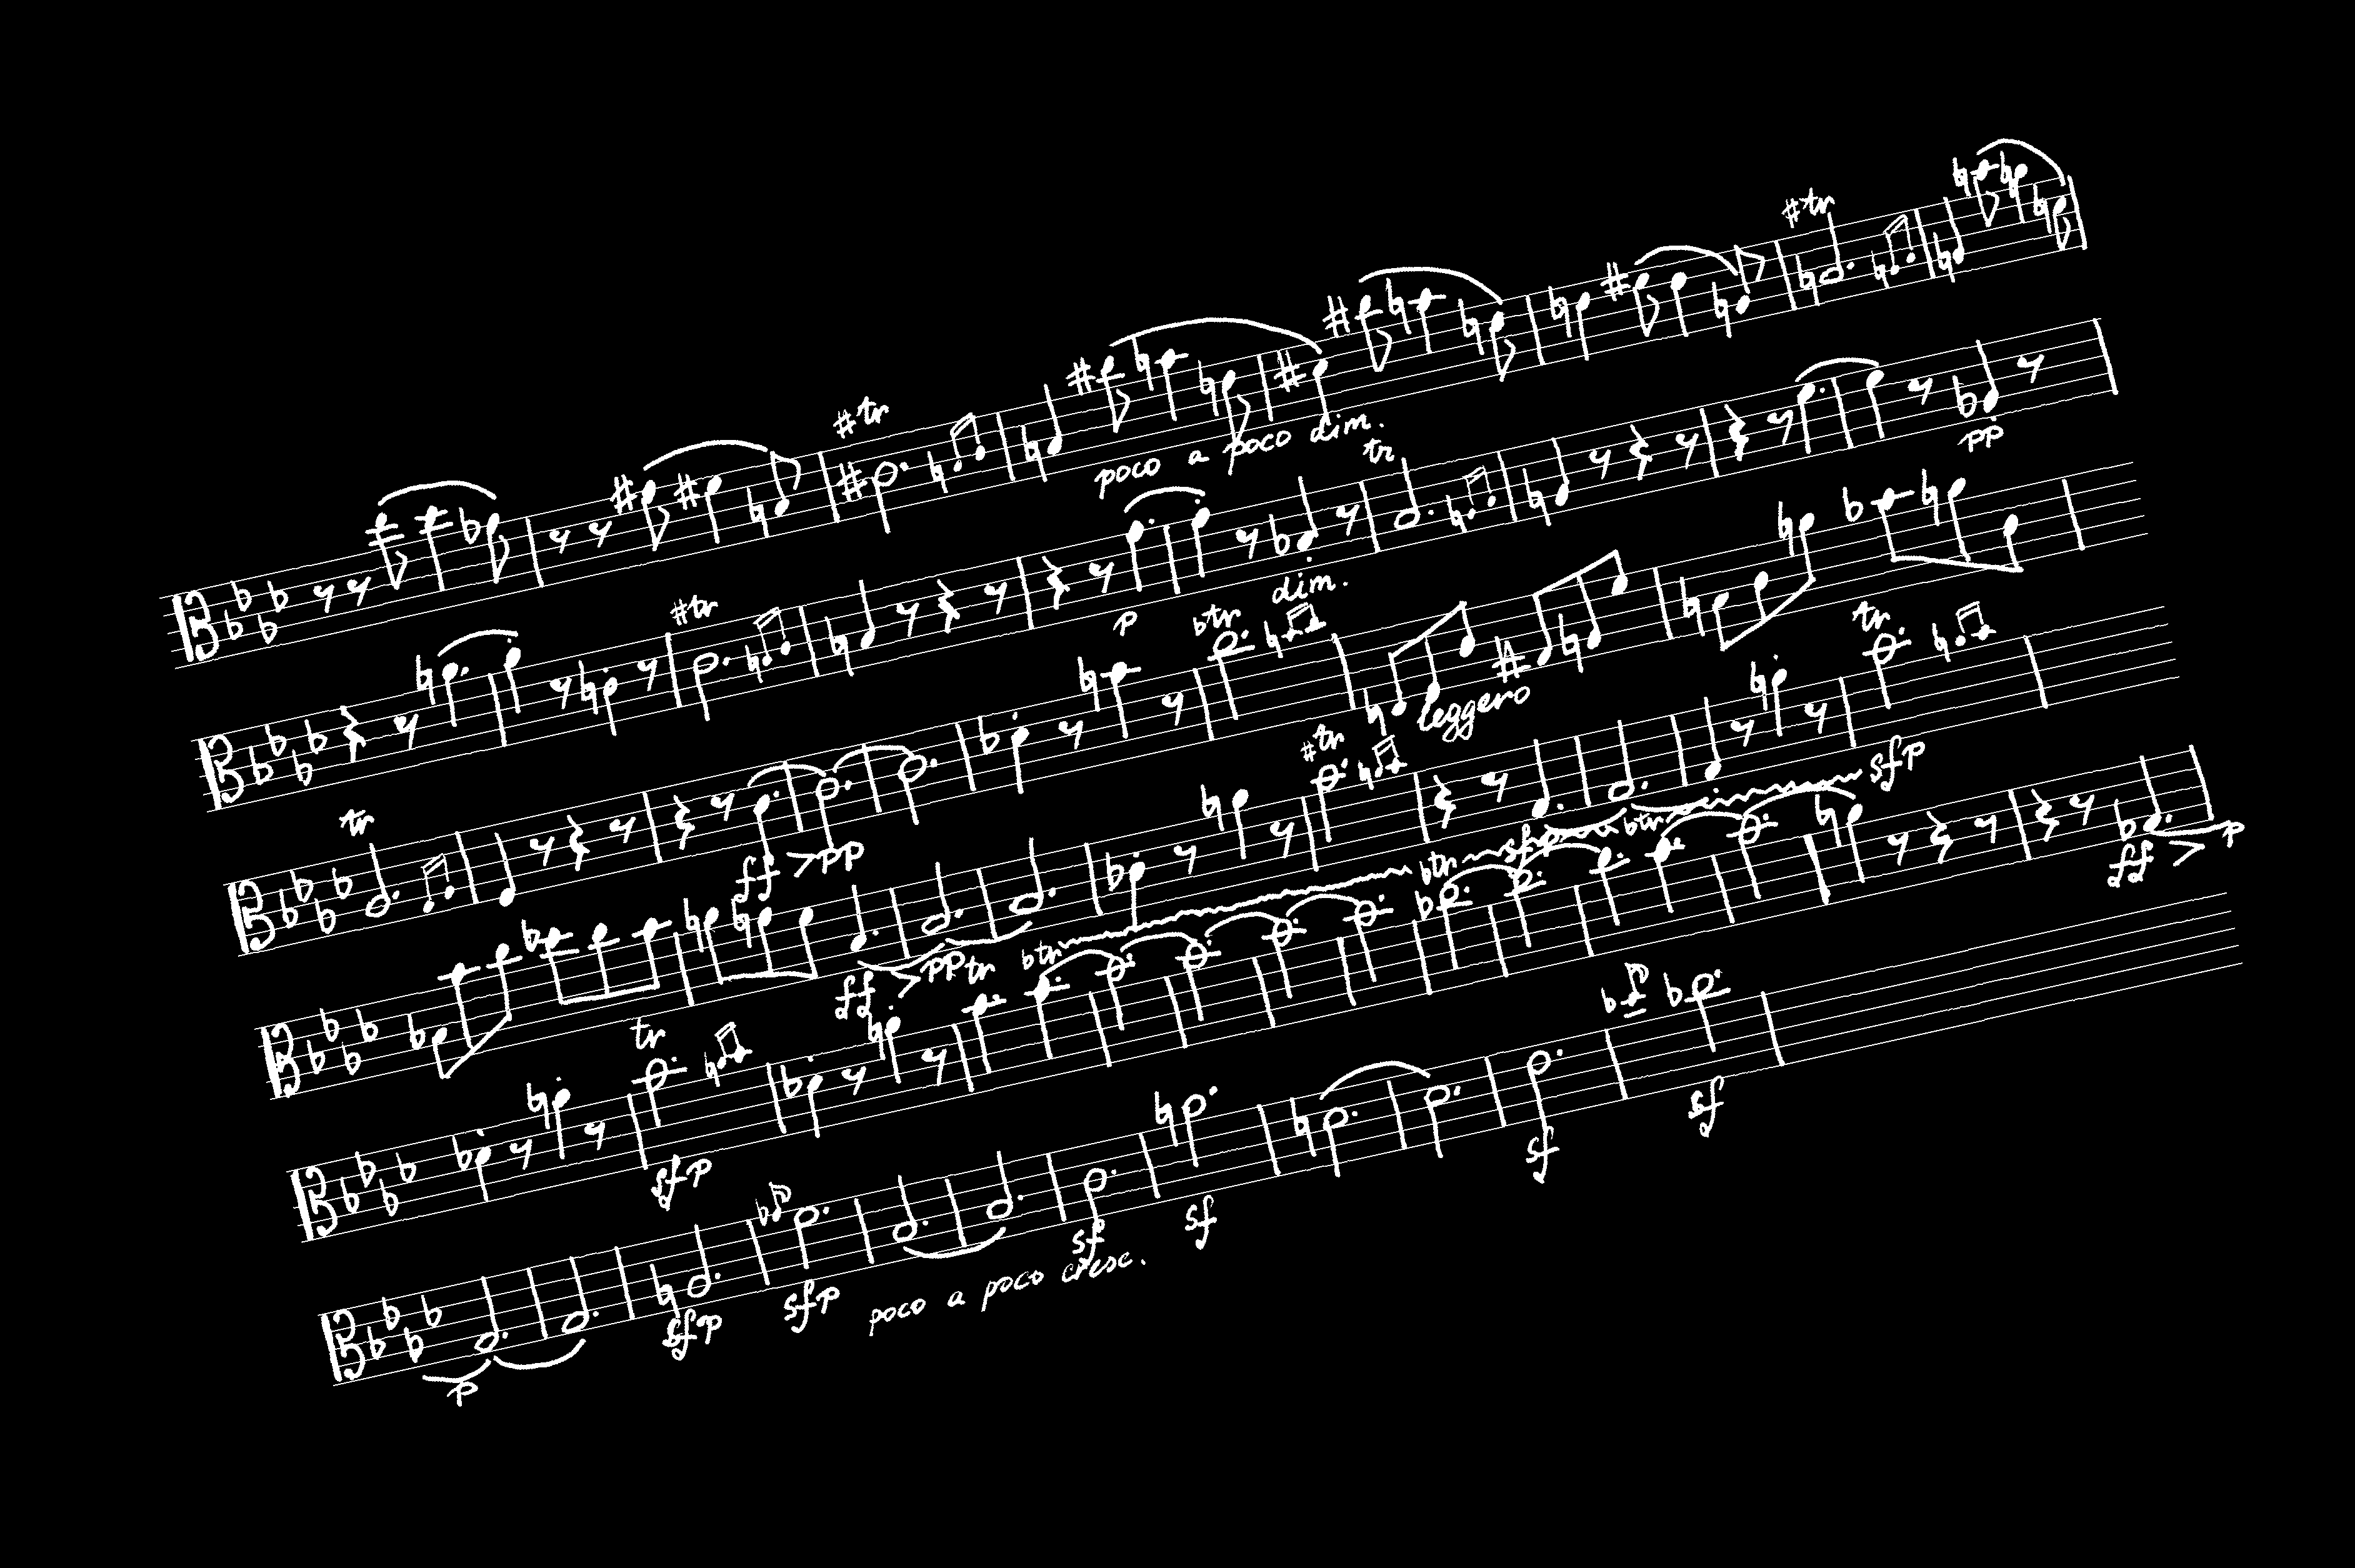 tr
tr
poco a poco dim.
tr
tr
tr
pp
p
dim.
tr
tr
leggero
ff > pp
tr
tr
sfp
tr
ff > pp
tr
tr
sfp
tr
tr
tr
ff > p
sfp
p
sfp
sfp
poco a poco cresc.
sf
sf
sf
sf